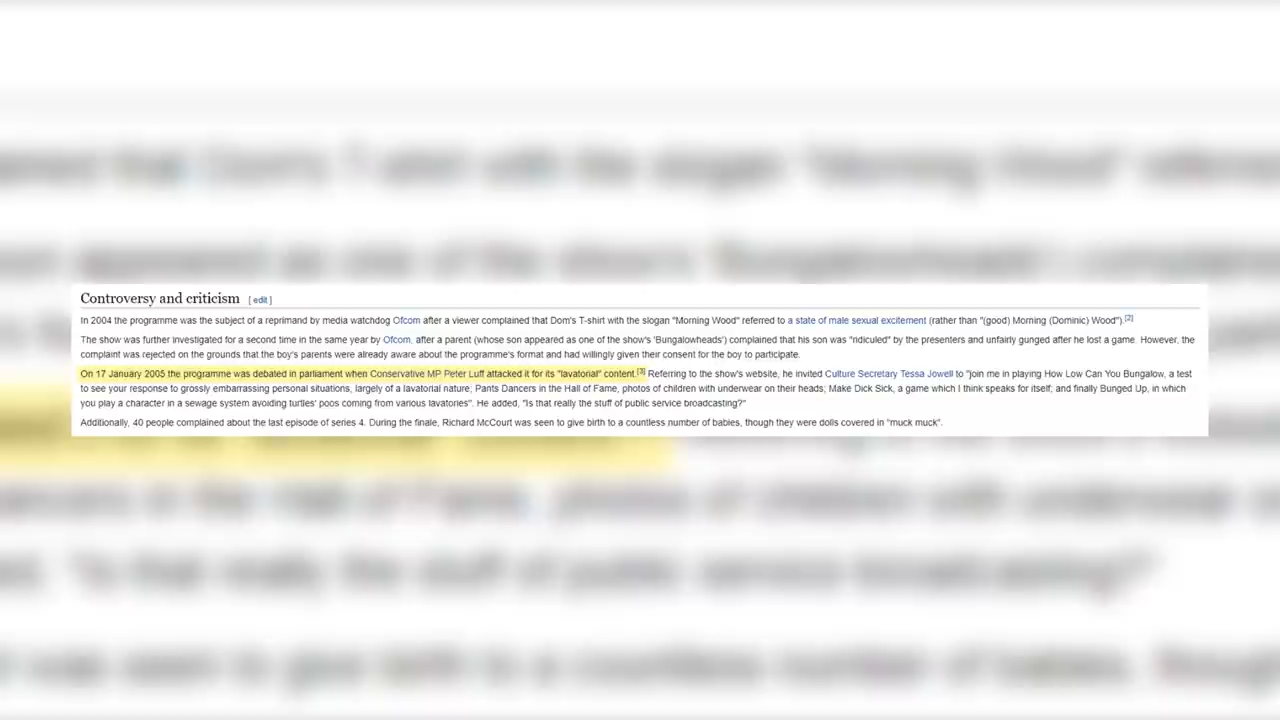 Controversy and criticism [ edit ]
In 2004 the programme was the subject of a reprimand by media watchdog Ofcom after a viewer complained that Dom's T-shirt with the slogan "Morning Wood" referred to a state of male sexual excitement (rather than "(good) Morning (Dominic) Wood").[2]
The show was further investigated for a second time in the same year by Ofcom, after a parent (whose son appeared as one of the show's 'Bungalowheads') complained that his son was "ridiculed" by the presenters and unfairly gunged after he lost a game. However, the
complaint was rejected on the grounds that the boy's parents were already aware about the programme's format and had willingly given their consent for the boy to participate.
On 17 January 2005 the programme was debated in parliament when Conservative MP Peter Luff attacked it for its "lavatorial" content.[3] Referring to the show's website, he invited Culture Secretary Tessa Jowell to "join me in playing How Low Can You Bungalow, a test
to see your response to grossly embarrassing personal situations, largely of a lavatorial nature; Pants Dancers in the Hall of Fame, photos of children with underwear on their heads; Make Dick Sick, a game which I think speaks for itself; and finally Bunged Up, in which
you play a character in a sewage system avoiding turtles' poos coming from various lavatories". He added, "Is that really the stuff of public service broadcasting?"
Additionally, 40 people complained about the last episode of series 4. During the finale, Richard McCourt was seen to give birth to a countless number of babies, though they were dolls covered in "muck muck".